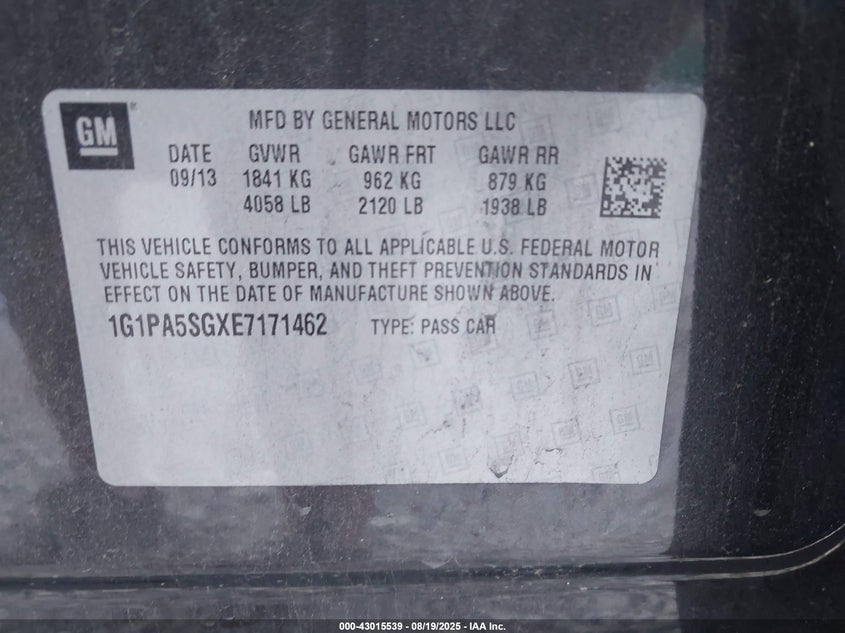 GM
®
MFD BY GENERAL MOTORS LLC
DATE GVWR GAWR FRT GAWR RR
09/13 1841 KG 962 KG 879 KG
4058 LB 2120 LB 1938 LB
THIS VEHICLE CONFORMS TO ALL APPLICABLE U.S. FEDERAL MOTOR
VEHICLE SAFETY, BUMPER, AND THEFT PREVENTION STANDARDS IN
EFFECT ON THE DATE OF MANUFACTURE SHOWN ABOVE.
1G1PA5SGXE7171462 TYPE: PASS CAR
000-43015539 - 08/19/2025 - IAA Inc.